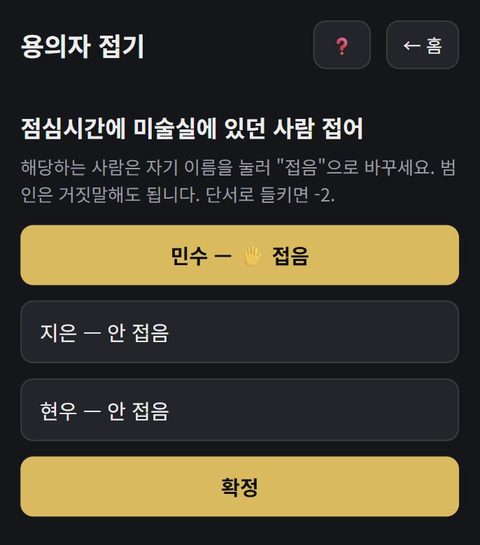 용의자 접기
❓
← 홈
점심시간에 미술실에 있던 사람 접어
해당하는 사람은 자기 이름을 눌러 "접음"으로 바꾸세요. 범
인은 거짓말해도 됩니다. 단서로 들키면 -2.
민수 — 🖐 접음
지은 — 안 접음
현우 — 안 접음
확정